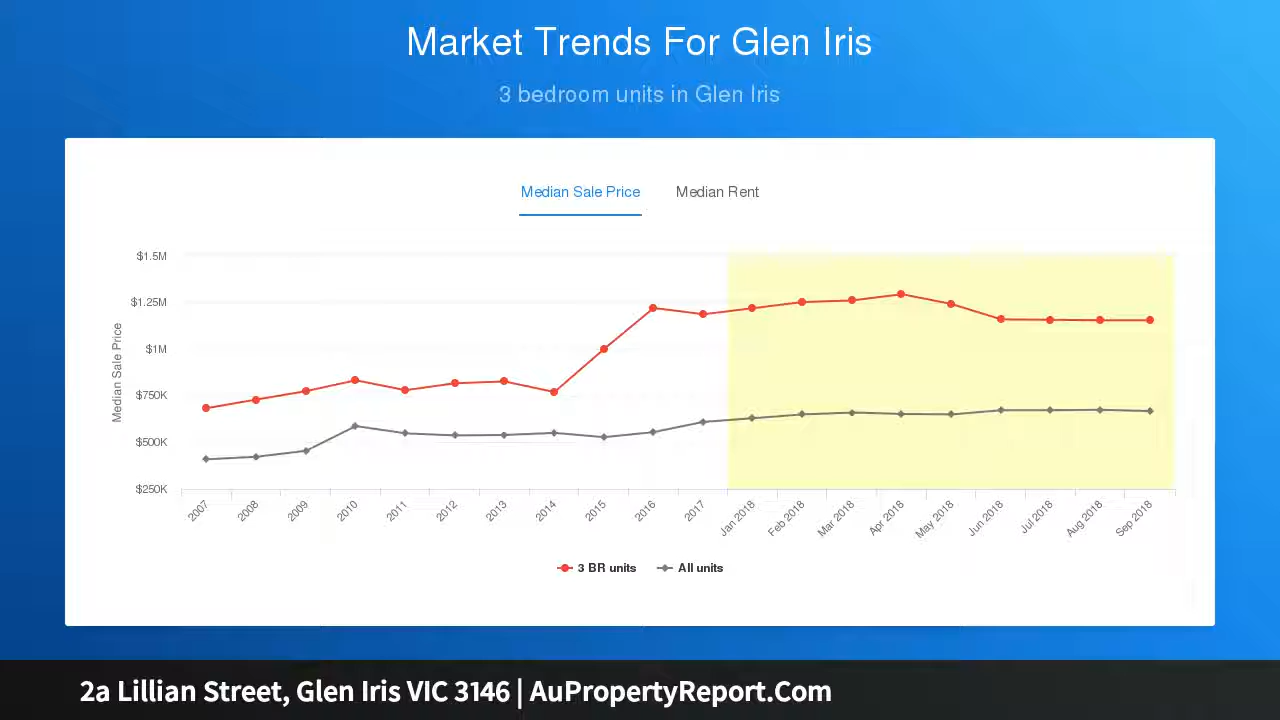 Market Trends For Glen Iris
3 bedroom units in Glen Iris
Median Sale Price Median Rent
$1.5M
$1.25M
$1M
$750K
$500K
$250K
Median Sale Price
2007 2008 2009 2010 2011 2012 2013 2014 2015 2016 2017 Jan 2018 Feb 2018 Mar 2018 Apr 2018 May 2018 Jun 2018 Jul 2018 Aug 2018 Sep 2018
3 BR units All units
2a Lillian Street, Glen Iris VIC 3146 | AuPropertyReport.Com